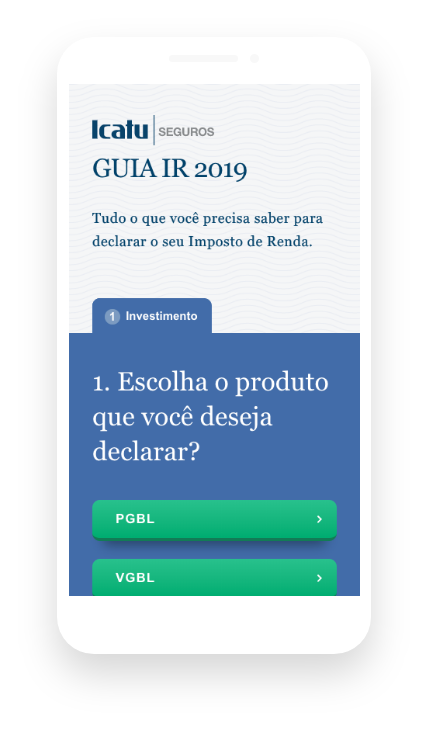 Icatu SEGUROS
GUIA IR 2019
Tudo o que você precisa saber para
declarar o seu Imposto de Renda.
1 Investimento
1. Escolha o produto
que você deseja
declarar?
PGBL
VGBL